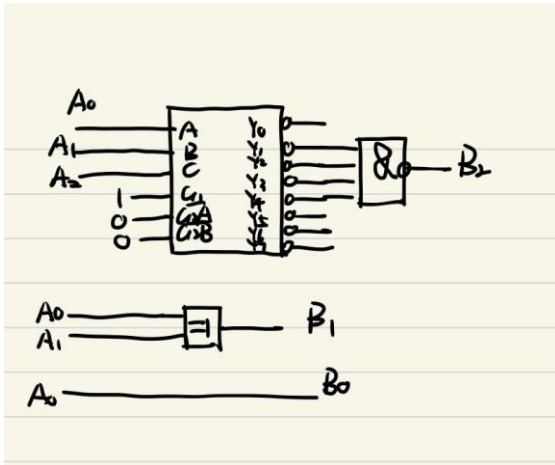 A₀
A Y₀
A₁ B Y₁
A₂ C Y₂
1 G₁ Y₃
0 G₂A Y₄
0 G₂B Y₅
Y₆
Y₇
& B₂
A₀
A₁ =1 B₁
A₀ B₀